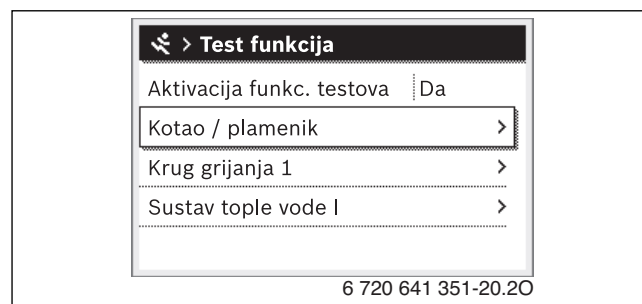 > Test funkcija
Aktivacija funkc. testova Da
Kotao / plamenik >
Krug grijanja 1 >
Sustav tople vode I >
6 720 641 351-20.2O